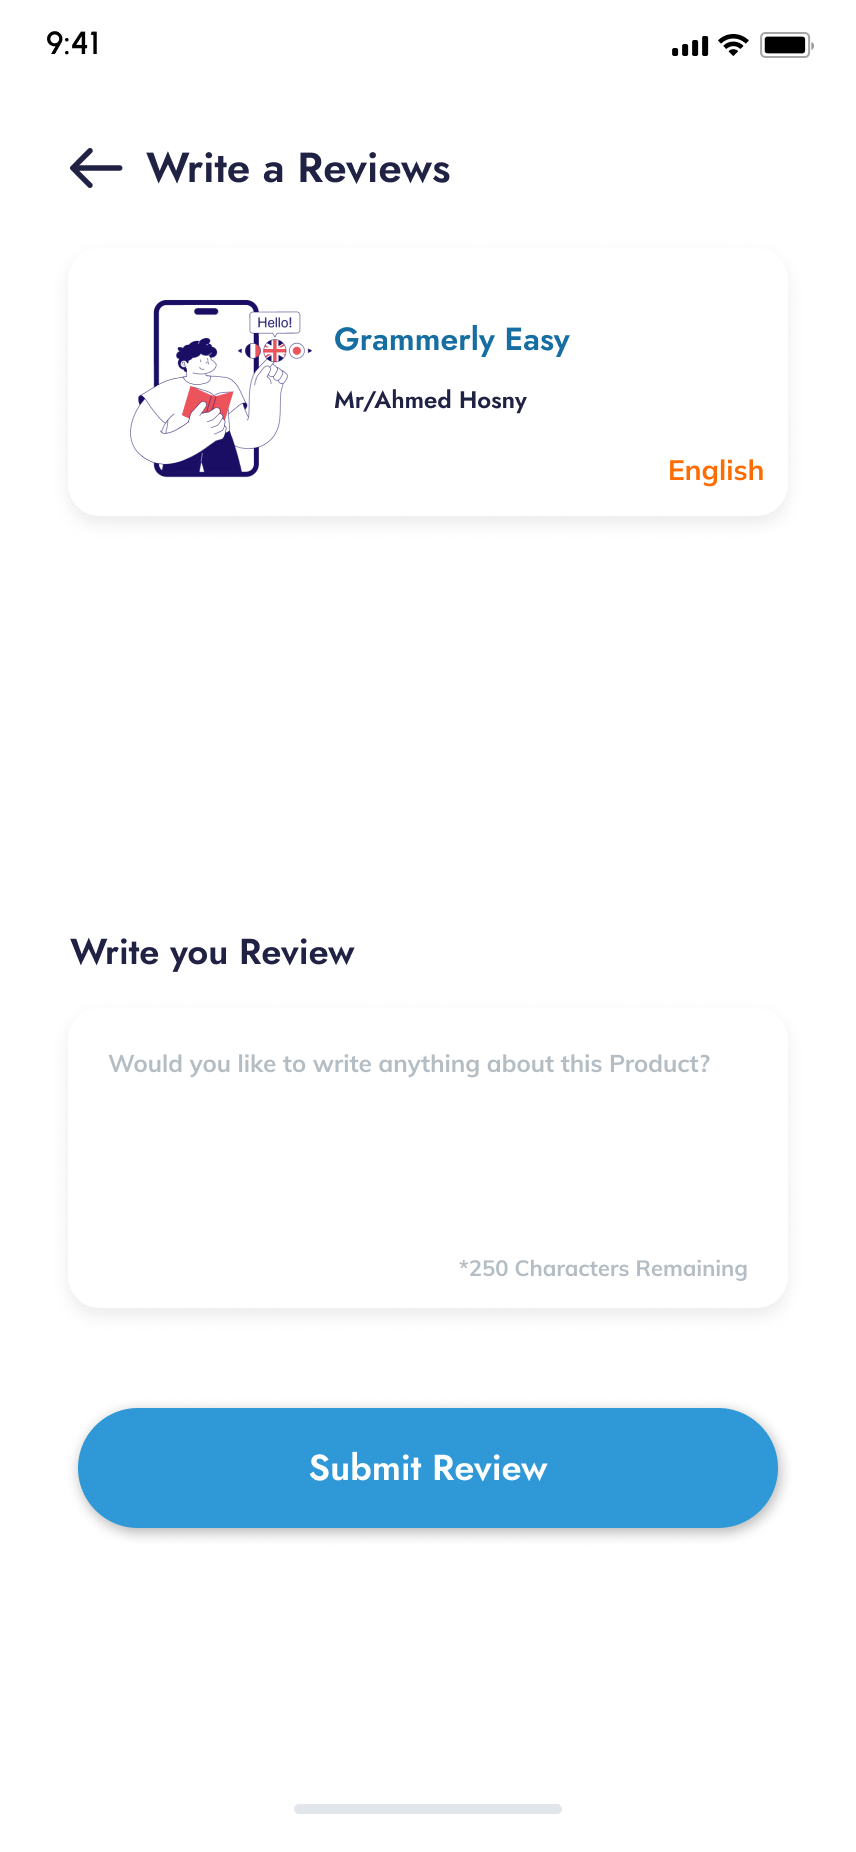 9:41
Write a Reviews
Hello!
Grammerly Easy
Mr/Ahmed Hosny
English
Write you Review
Would you like to write anything about this Product?
*250 Characters Remaining
Submit Review